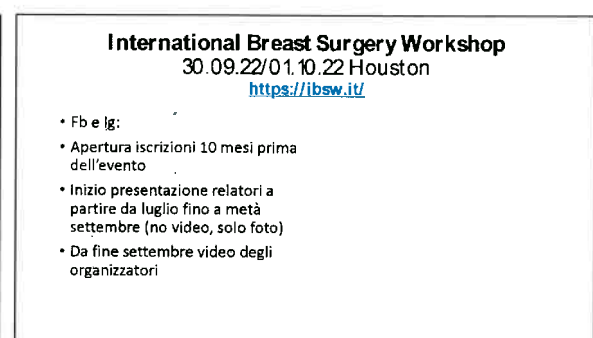 International Breast Surgery Workshop
30.09.22/01.10.22 Houston
https://ibsw.it/
• Fb e Ig:
• Apertura iscrizioni 10 mesi prima
dell'evento
• Inizio presentazione relatori a
partire da luglio fino a metà
settembre (no video, solo foto)
• Da fine settembre video degli
organizzatori